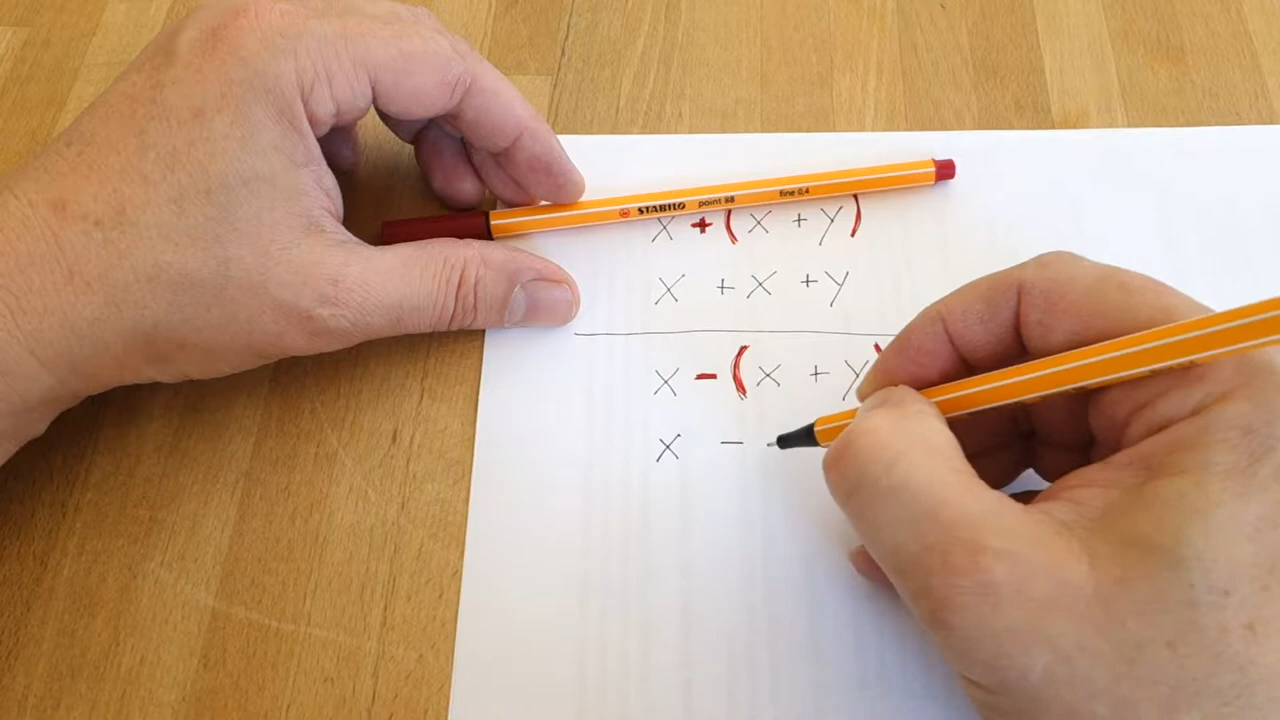 STABILO point 88 fine 0,4
x + (x + y)
x + x + y
x - (x + y
x -